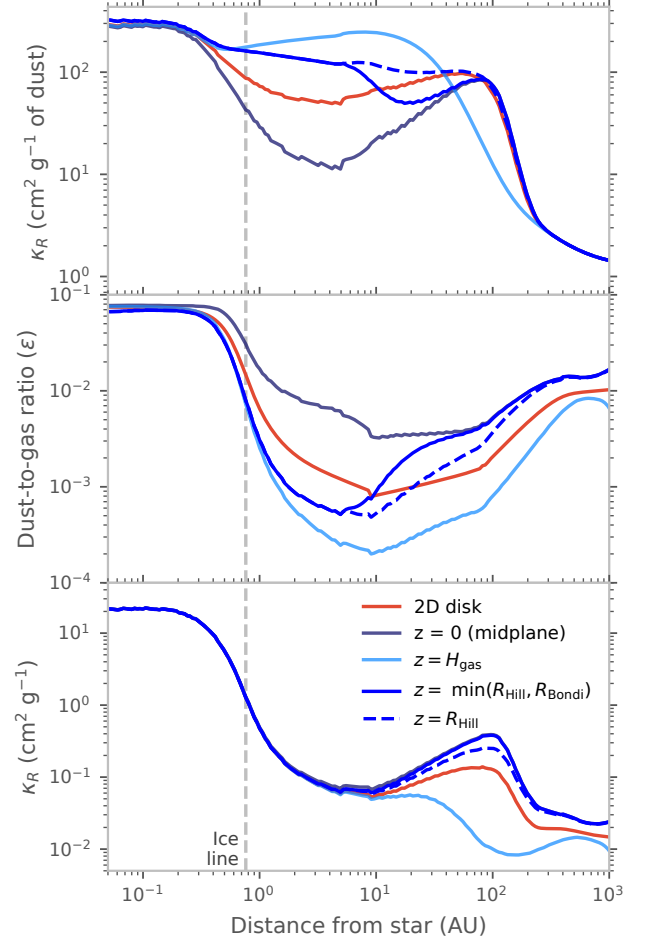 κ_R (cm² g⁻¹ of dust)
10²
10¹
10⁰
Dust-to-gas ratio (ε)
10⁻¹
10⁻²
10⁻³
10⁻⁴
κ_R (cm² g⁻¹)
10¹
10⁰
10⁻¹
10⁻²
2D disk
z = 0 (midplane)
z = H_gas
z = min(R_Hill, R_Bondi)
z = R_Hill
Ice
line
10⁻¹ 10⁰ 10¹ 10² 10³
Distance from star (AU)